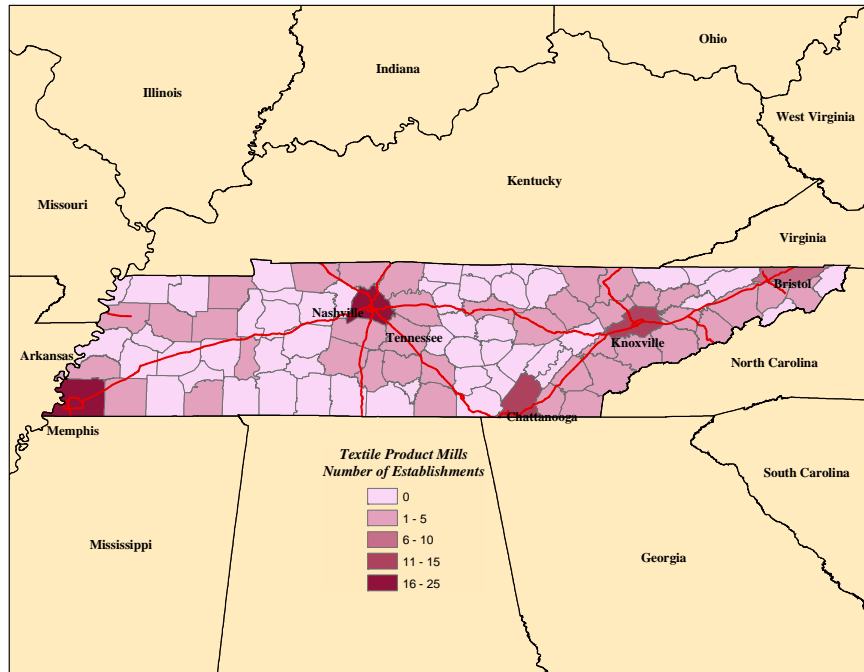 Ohio
Indiana
Illinois
West Virginia
Kentucky
Missouri
Virginia
Bristol
Nashville
Tennessee
Knoxville
Arkansas
North Carolina
Chattanooga
Memphis
Textile Product Mills
Number of Establishments
0
1 - 5
6 - 10
11 - 15
16 - 25
South Carolina
Mississippi
Georgia